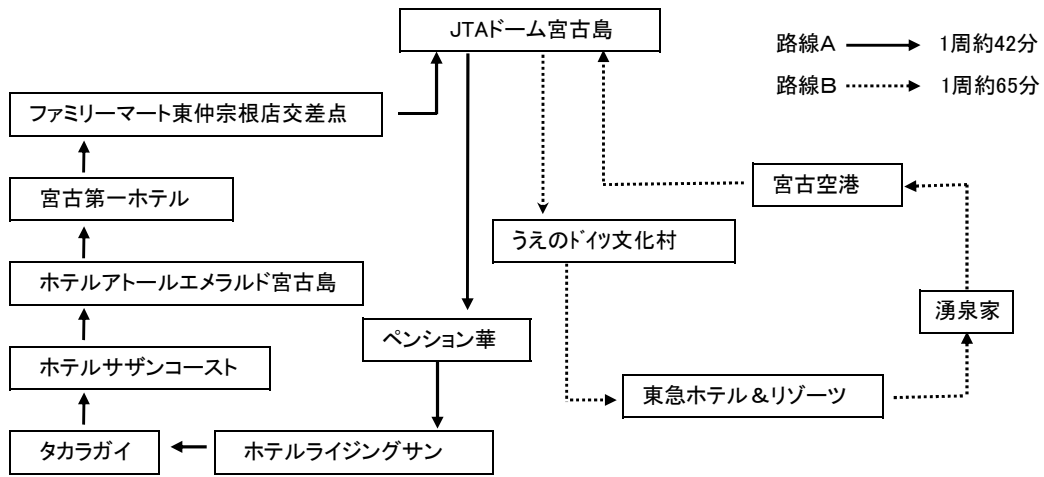 JTAドーム宮古島
路線A 1周約42分
路線B 1周約65分
ファミリーマート東仲宗根店交差点
宮古空港
宮古第一ホテル
うえのドイツ文化村
ホテルアトールエメラルド宮古島
湧泉家
ペンション華
ホテルサザンコースト
東急ホテル&リゾーツ
タカラガイ
ホテルライジングサン